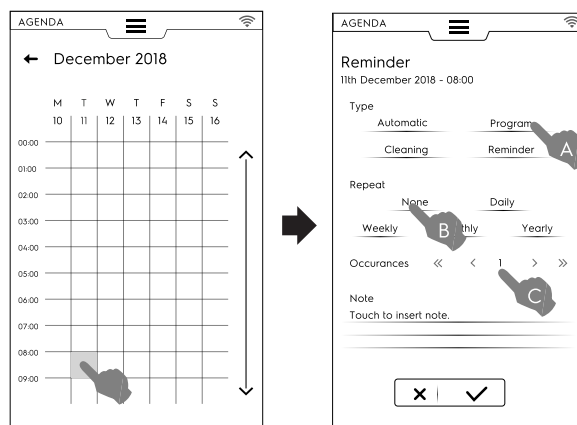 AGENDA
December 2018
M T W T F S S
10 11 12 13 14 15 16
00:00
01:00
02:00
03:00
04:00
05:00
06:00
07:00
08:00
09:00
AGENDA
Reminder
11th December 2018 - 08:00
Type
Automatic Program
Cleaning Reminder
A
Repeat
None Daily
Weekly B thly Yearly
Occurances << < 1 > >>
C
Note
Touch to insert note.